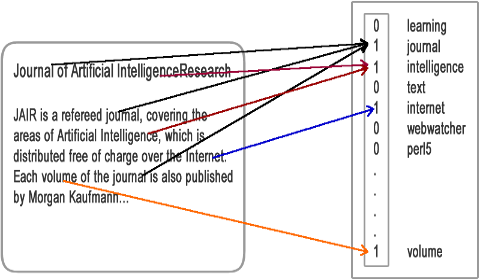 Journal of Artificial IntelligenceResearch
JAIR is a refereed journal, covering the
areas of Artificial Intelligence, which is
distributed free of charge over the Internet.
Each volume of the journal is also published
by Morgan Kaufmann...
0 learning
1 journal
1 intelligence
0 text
1 internet
0 webwatcher
0 perl5
.
.
.
.
1 volume